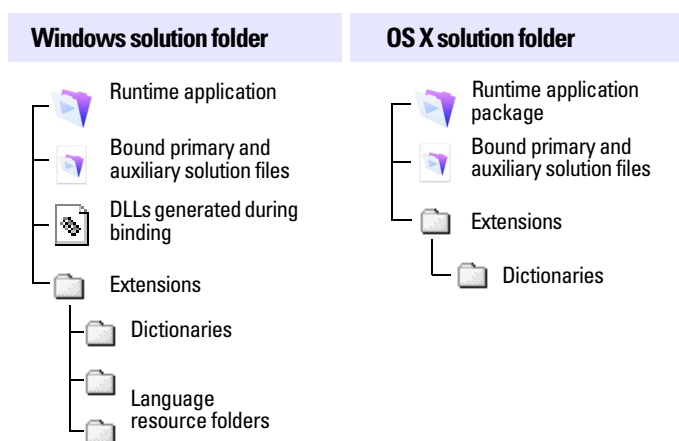 Windows solution folder
Runtime application
Bound primary and
auxiliary solution files
DLLs generated during
binding
Extensions
Dictionaries
Language
resource folders
OS X solution folder
Runtime application
package
Bound primary and
auxiliary solution files
Extensions
Dictionaries